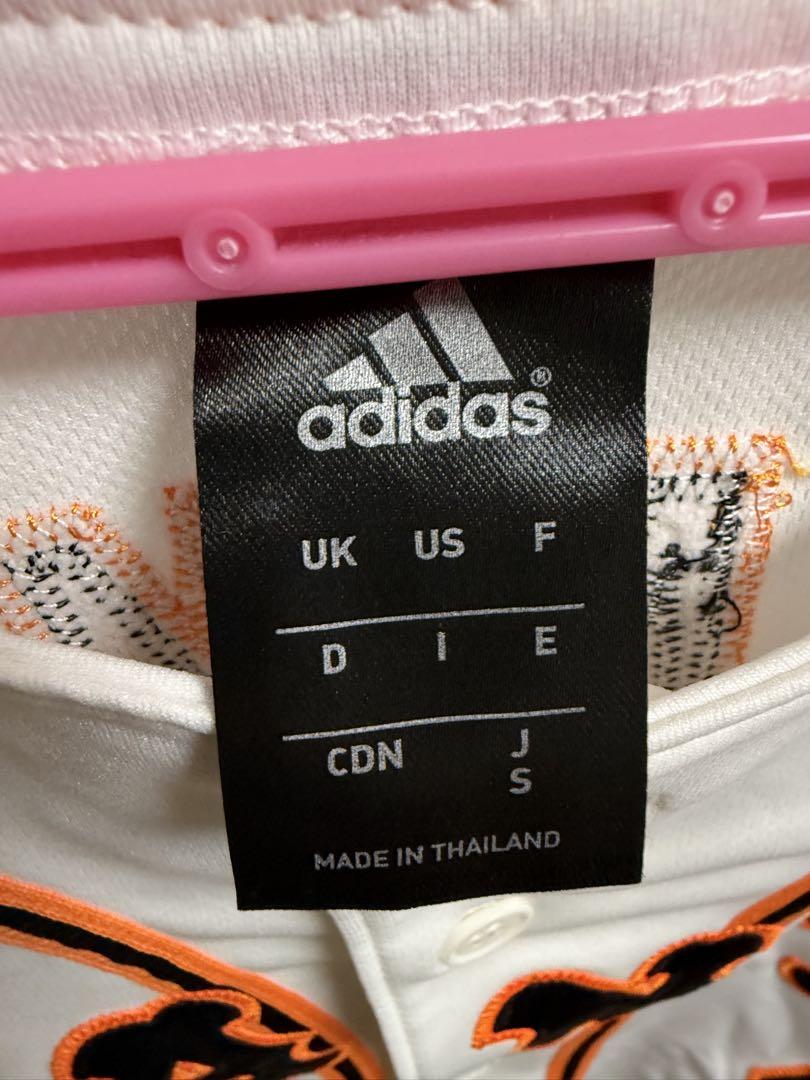 adidas®
UK US F
D I E
CDN J
S
MADE IN THAILAND